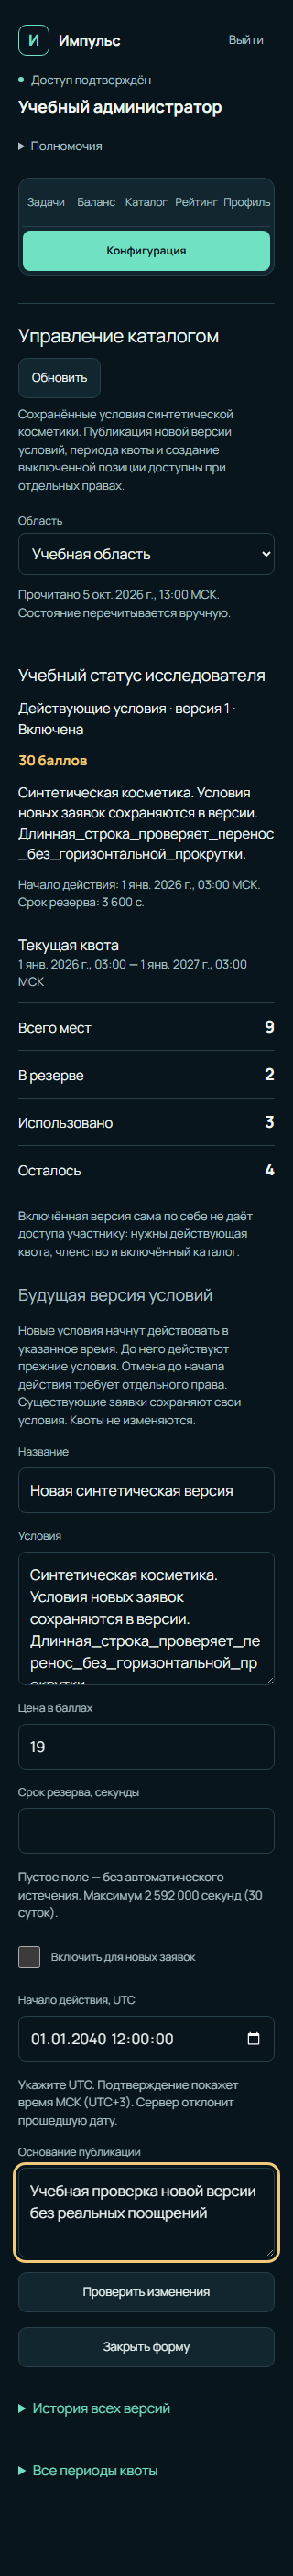 И Импульс Выйти
Доступ подтверждён
Учебный администратор
Полномочия
Задачи Баланс Каталог Рейтинг Профиль
Конфигурация
Управление каталогом
Обновить
Сохранённые условия синтетической
косметики. Публикация новой версии
условий, периода квоты и создание
выключенной позиции доступны при
отдельных правах.
Область
Учебная область
Прочитано 5 окт. 2026 г., 13:00 МСК.
Состояние перечитывается вручную.
Учебный статус исследователя
Действующие условия · версия 1 ·
Включена
30 баллов
Синтетическая косметика. Условия
новых заявок сохраняются в версии.
Длинная_строка_проверяет_перенос
_без_горизонтальной_прокрутки.
Начало действия: 1 янв. 2026 г., 03:00 МСК.
Срок резерва: 3 600 с.
Текущая квота
1 янв. 2026 г., 03:00 — 1 янв. 2027 г., 03:00
МСК
Всего мест 9
В резерве 2
Использовано 3
Осталось 4
Включённая версия сама по себе не даёт
доступа участнику: нужны действующая
квота, членство и включённый каталог.
Будущая версия условий
Новые условия начнут действовать в
указанное время. До него действуют
прежние условия. Отмена до начала
действия требует отдельного права.
Существующие заявки сохраняют свои
условия. Квоты не изменяются.
Название
Новая синтетическая версия
Условия
Синтетическая косметика.
Условия новых заявок
сохраняются в версии.
Длинная_строка_проверяет_пе
ренос_без_горизонтальной_пр
окрутки.
Цена в баллах
19
Срок резерва, секунды
Пустое поле — без автоматического
истечения. Максимум 2 592 000 секунд (30
суток).
Включить для новых заявок
Начало действия, UTC
01.01.2040 12:00:00
Укажите UTC. Подтверждение покажет
время МСК (UTC+3). Сервер отклонит
прошедшую дату.
Основание публикации
Учебная проверка новой версии
без реальных поощрений
Проверить изменения
Закрыть форму
История всех версий
Все периоды квоты